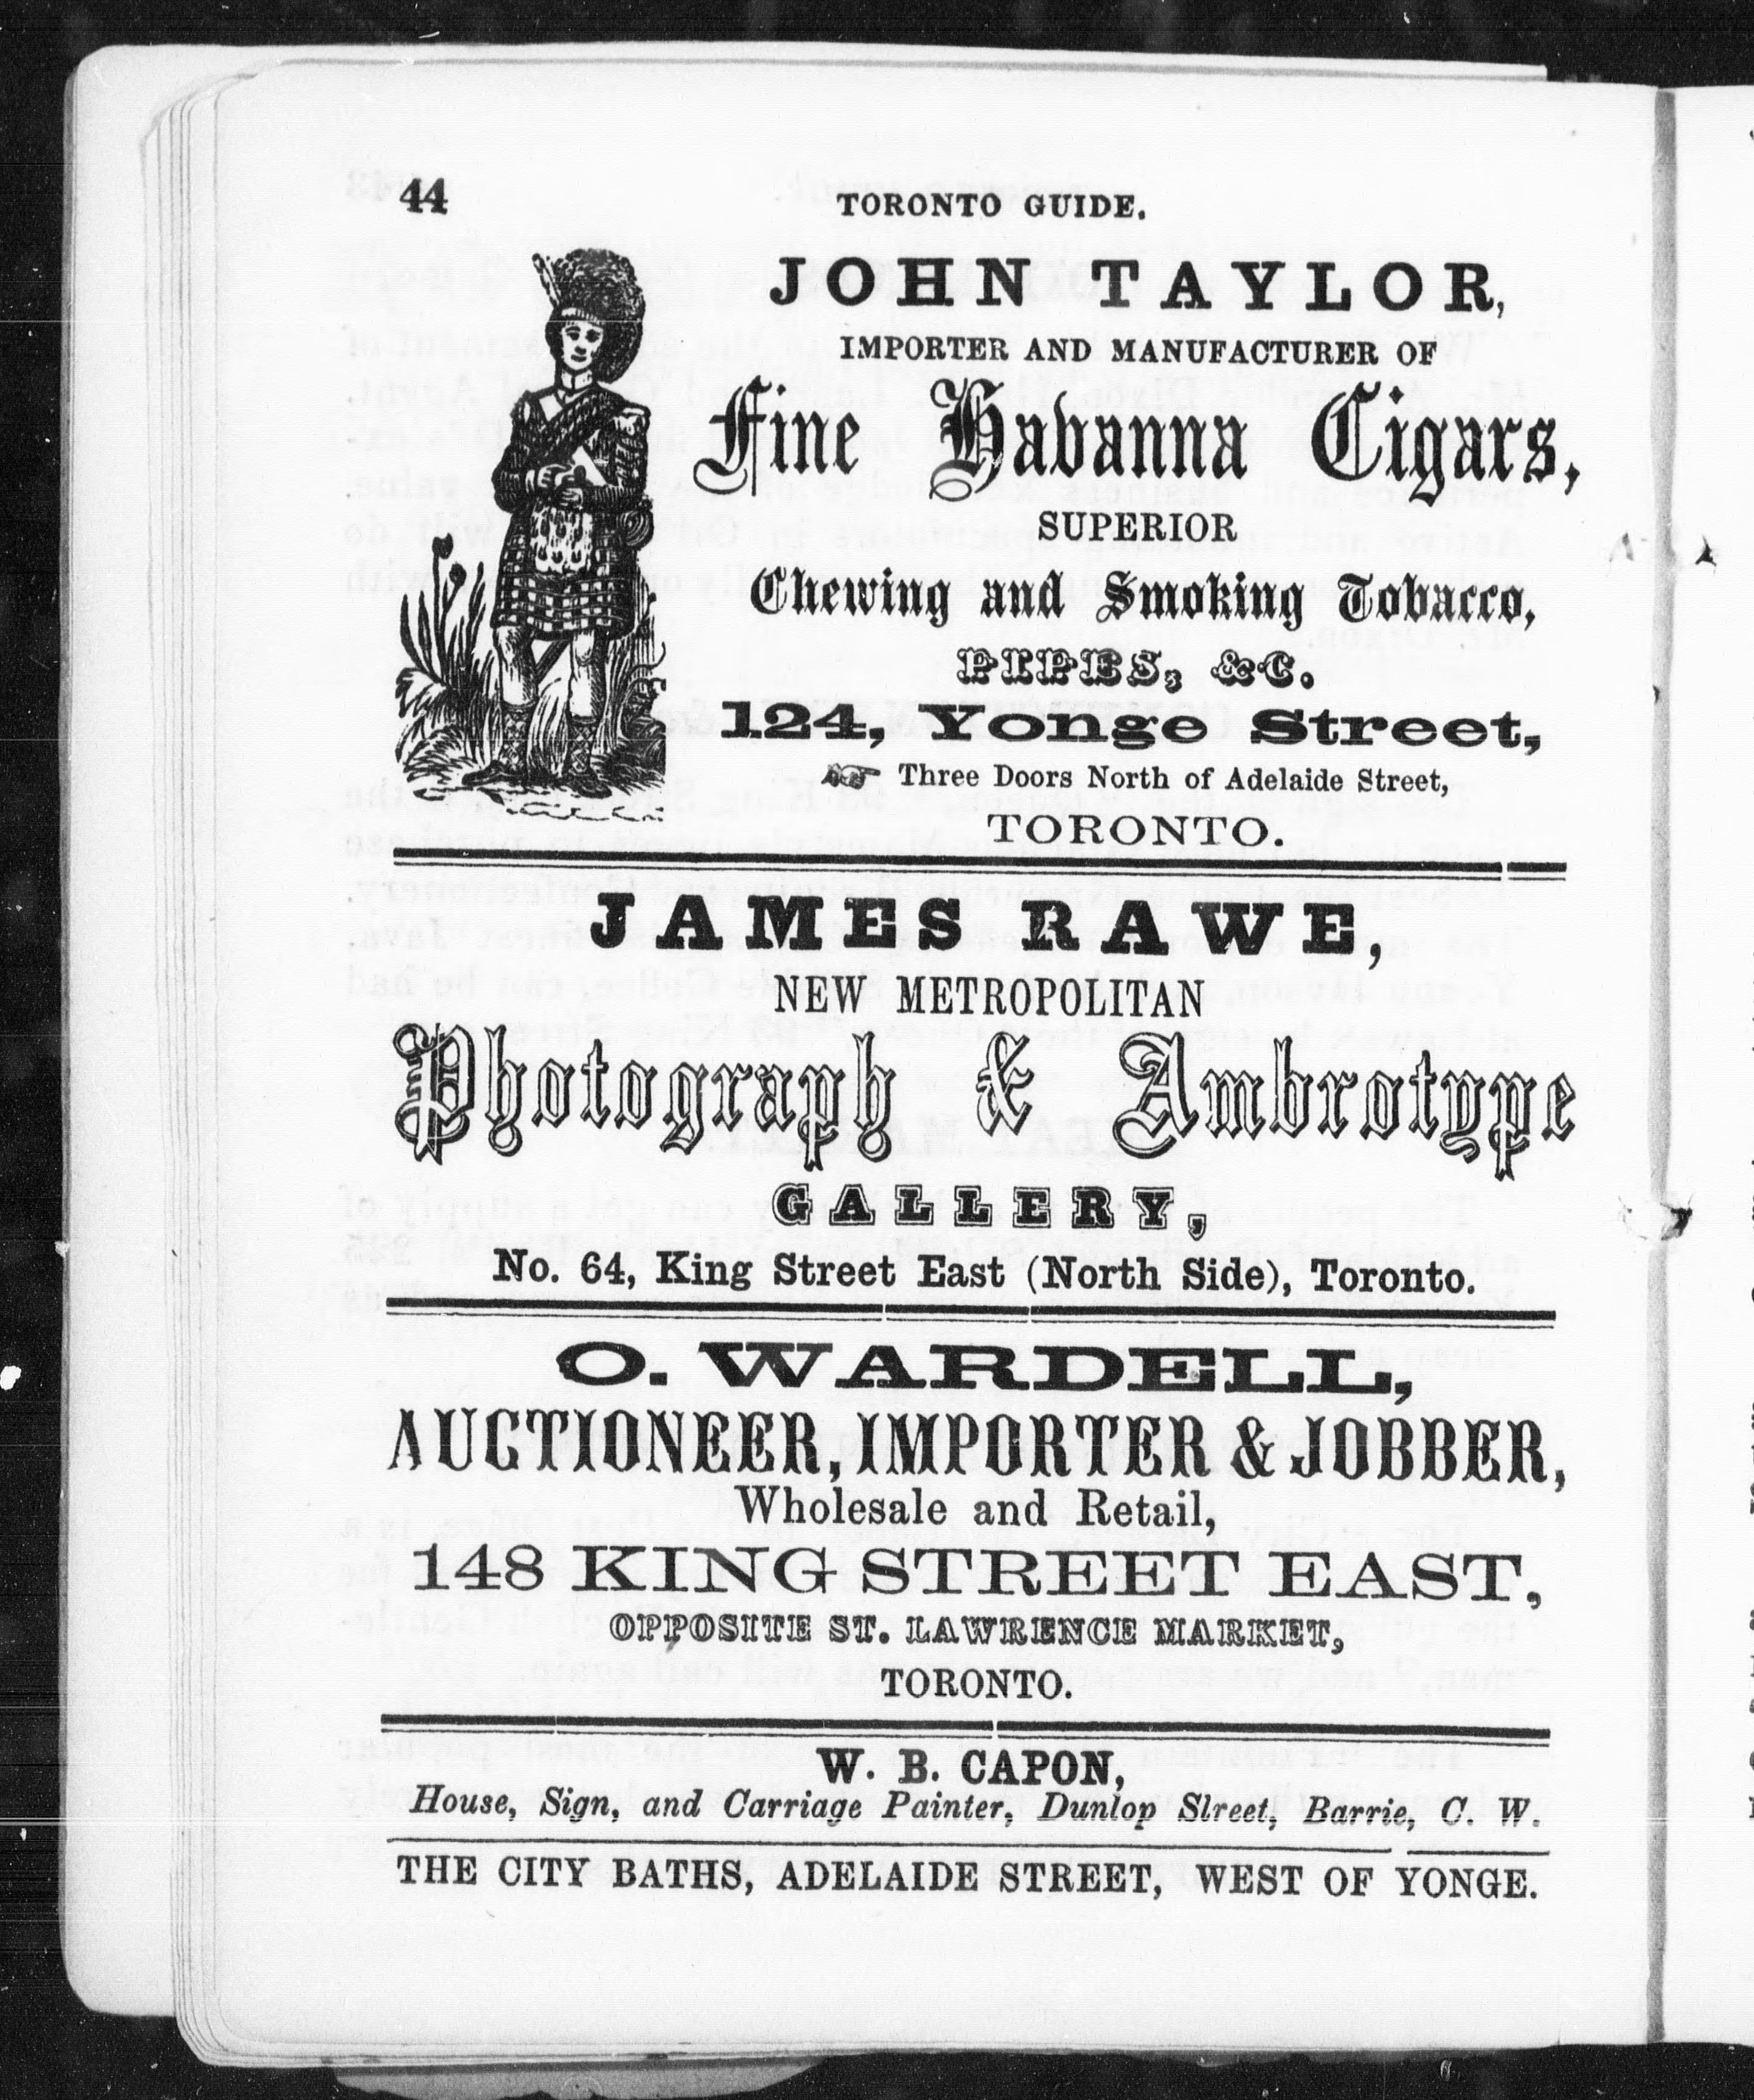 44
TORONTO GUIDE.
JOHN TAYLOR,
IMPORTER AND MANUFACTURER OF
Fine Habanna Cigars,
SUPERIOR
Chewing and Smoking Tobacco,
PIPES, &C.
124, Yonge Street,
☞ Three Doors North of Adelaide Street,
TORONTO.
JAMES RAWE,
NEW METROPOLITAN
Photograph & Ambrotype
GALLERY,
No. 64, King Street East (North Side), Toronto.
O. WARDELL,
AUCTIONEER, IMPORTER & JOBBER,
Wholesale and Retail,
148 KING STREET EAST,
OPPOSITE ST. LAWRENCE MARKET,
TORONTO.
W. B. CAPON,
House, Sign, and Carriage Painter, Dunlop Slreet, Barrie, C. W.
THE CITY BATHS, ADELAIDE STREET, WEST OF YONGE.